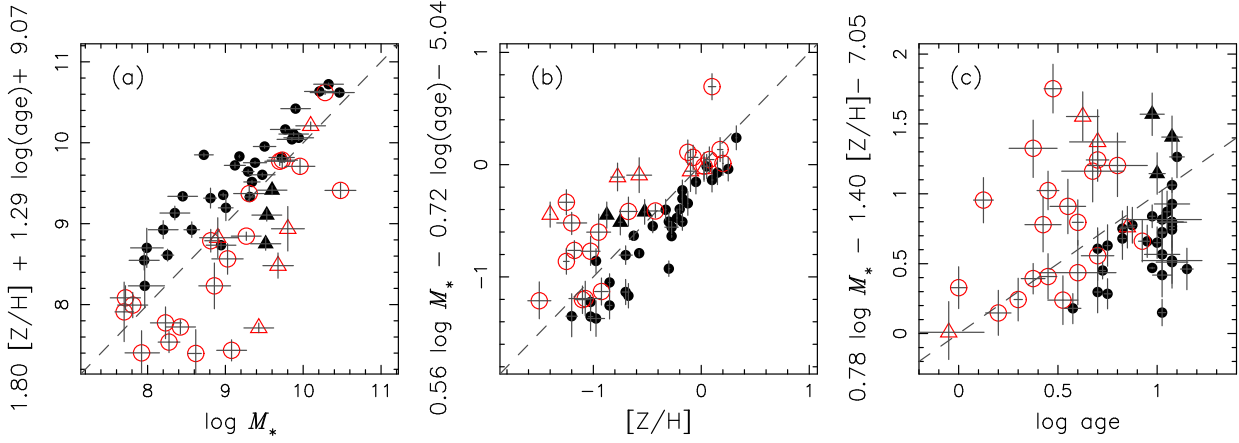 1.80 [Z/H] + 1.29 log(age)+ 9.07
(a)
11
10
9
8
8
9
10
11
log M*
0.56 log M* − 0.72 log(age)− 5.04
(b)
1
0
−1
−1
0
1
[Z/H]
0.78 log M* − 1.40 [Z/H]− 7.05
(c)
2
1.5
1
0.5
0
0
0.5
1
log age